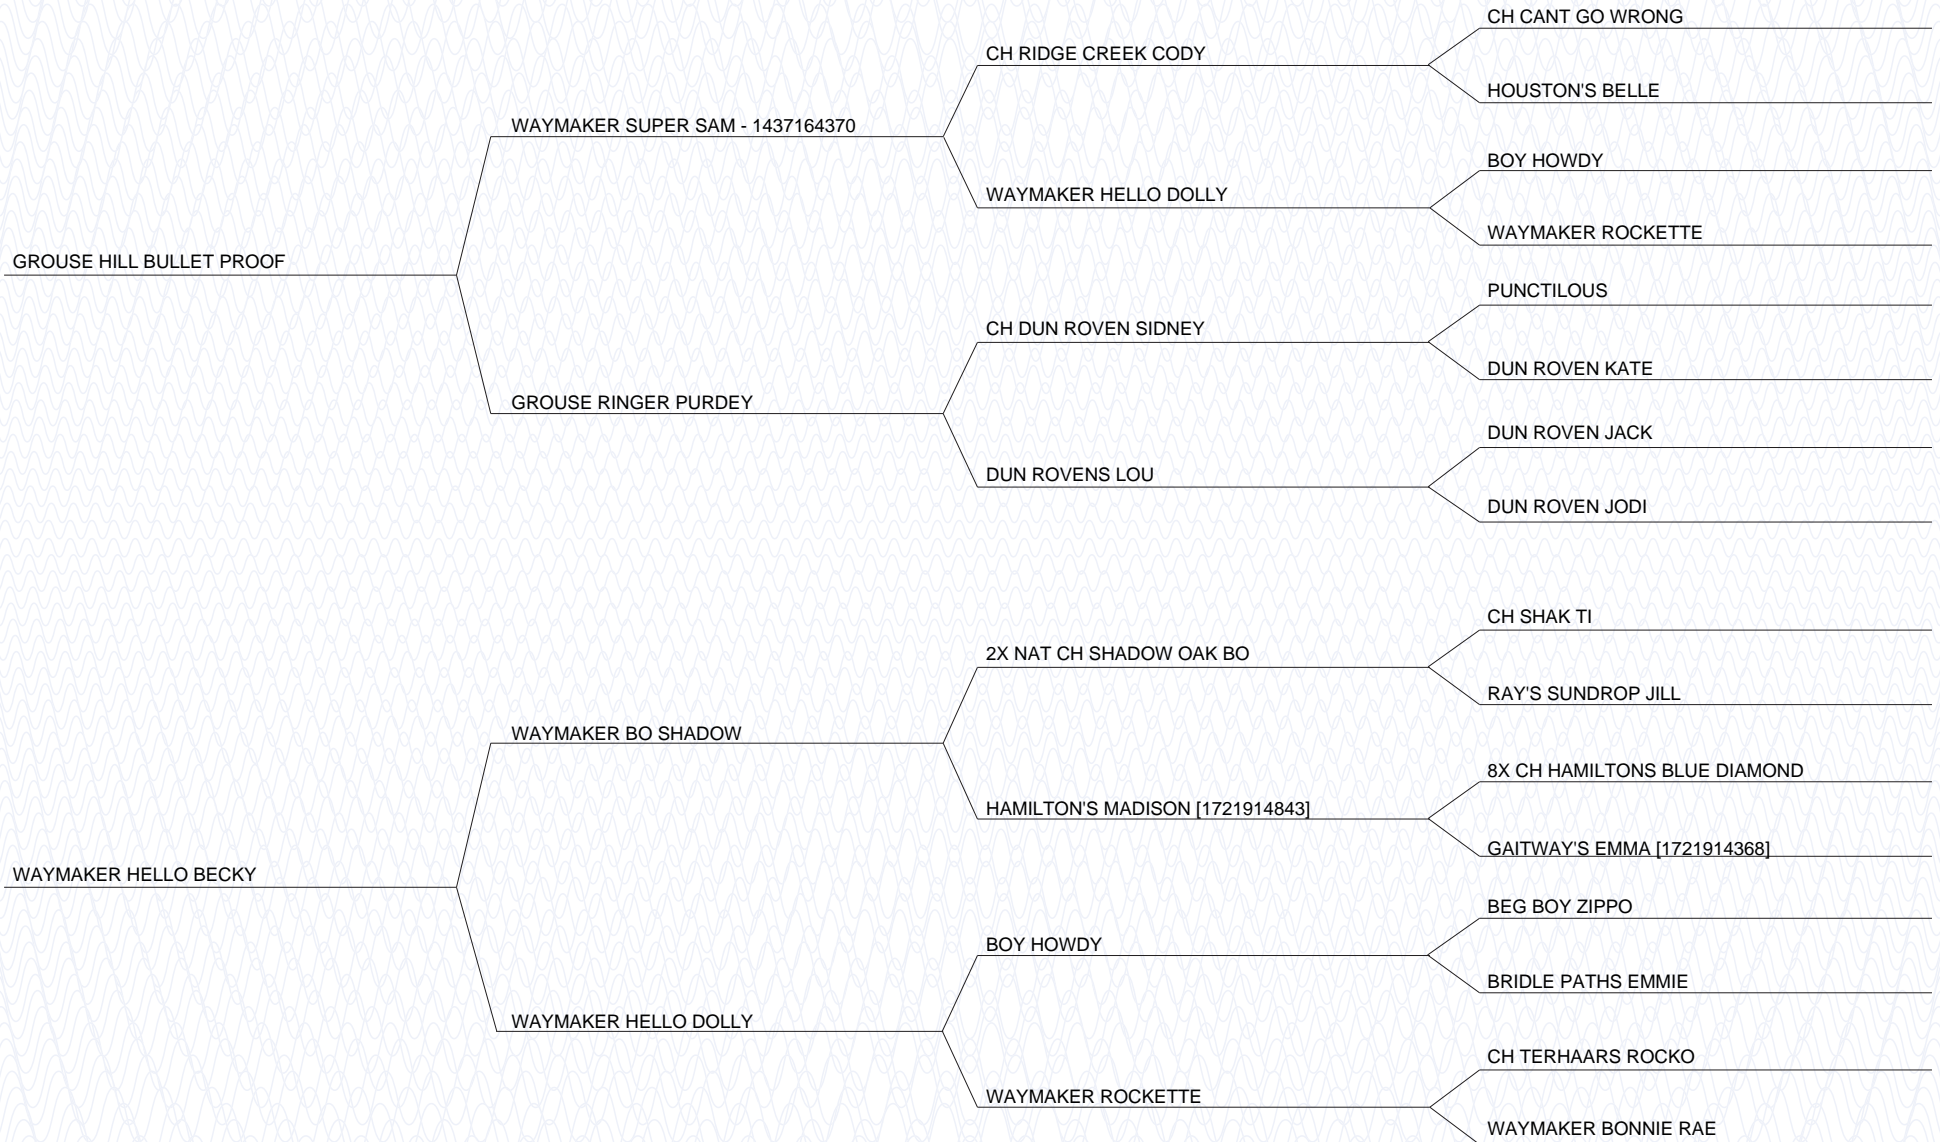 GROUSE HILL BULLET PROOF
WAYMAKER SUPER SAM - 1437164370
CH RIDGE CREEK CODY
CH CANT GO WRONG
HOUSTON'S BELLE
WAYMAKER HELLO DOLLY
BOY HOWDY
WAYMAKER ROCKETTE
GROUSE RINGER PURDEY
CH DUN ROVEN SIDNEY
PUNCTILOUS
DUN ROVEN KATE
DUN ROVENS LOU
DUN ROVEN JACK
DUN ROVEN JODI
WAYMAKER HELLO BECKY
WAYMAKER BO SHADOW
2X NAT CH SHADOW OAK BO
CH SHAK TI
RAY'S SUNDROP JILL
HAMILTON'S MADISON [1721914843]
8X CH HAMILTONS BLUE DIAMOND
GAITWAY'S EMMA [1721914368]
WAYMAKER HELLO DOLLY
BOY HOWDY
BEG BOY ZIPPO
BRIDLE PATHS EMMIE
WAYMAKER ROCKETTE
CH TERHAARS ROCKO
WAYMAKER BONNIE RAE